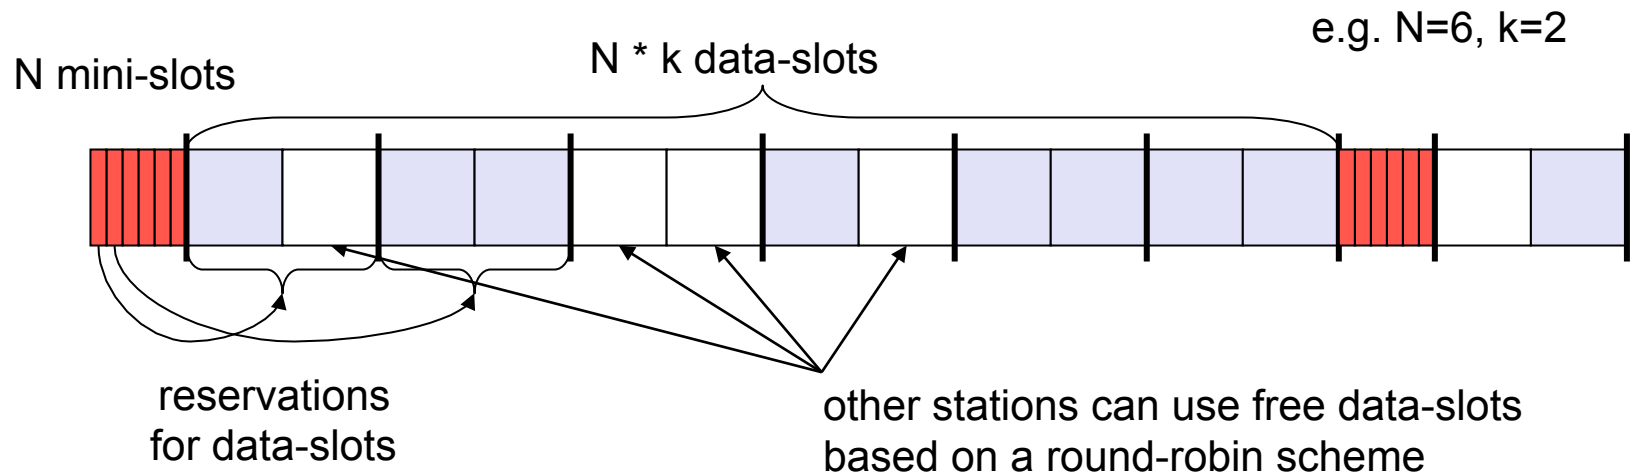 e.g. N=6, k=2
N mini-slots
N * k data-slots
reservations
for data-slots
other stations can use free data-slots
based on a round-robin scheme